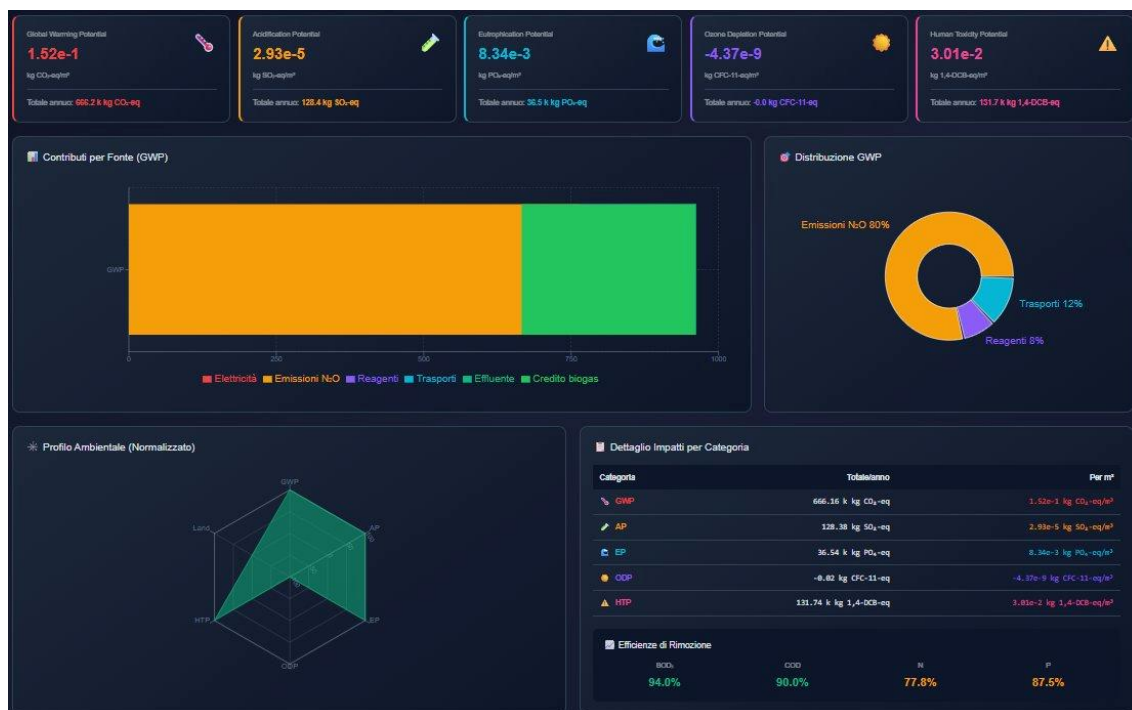 Global Warming Potential
1.52e-1
kg CO₂-eq/m³
Totale annuo: 666.2 k kg CO₂-eq
Acidification Potential
2.93e-5
kg SO₂-eq/m³
Totale annuo: 128.4 kg SO₂-eq
Eutrophication Potential
8.34e-3
kg PO₄-eq/m³
Totale annuo: 36.5 k kg PO₄-eq
Ozone Depletion Potential
-4.37e-9
kg CFC-11-eq/m³
Totale annuo: -0.0 kg CFC-11-eq
Human Toxicity Potential
3.01e-2
kg 1,4-DCB-eq/m³
Totale annuo: 131.7 k kg 1,4-DCB-eq
Contributi per Fonte (GWP)
GWP
0 250 500 750 1000
Elettricità Emissioni N₂O Reagenti Trasporti Effluente Credito biogas
Distribuzione GWP
Emissioni N₂O 80%
Trasporti 12%
Reagenti 8%
Profilo Ambientale (Normalizzato)
GWP
Land
AP
HTP
EP
ODP
Dettaglio Impatti per Categoria
Categoria Totale/anno Per m³
GWP 666.16 k kg CO₂-eq 1.52e-1 kg CO₂-eq/m³
AP 128.38 kg SO₂-eq 2.93e-5 kg SO₂-eq/m³
EP 36.54 k kg PO₄-eq 8.34e-3 kg PO₄-eq/m³
ODP -0.02 kg CFC-11-eq -4.37e-9 kg CFC-11-eq/m³
HTP 131.74 k kg 1,4-DCB-eq 3.01e-2 kg 1,4-DCB-eq/m³
Efficienze di Rimozione
BOD₅ COD N P
94.0% 90.0% 77.8% 87.5%